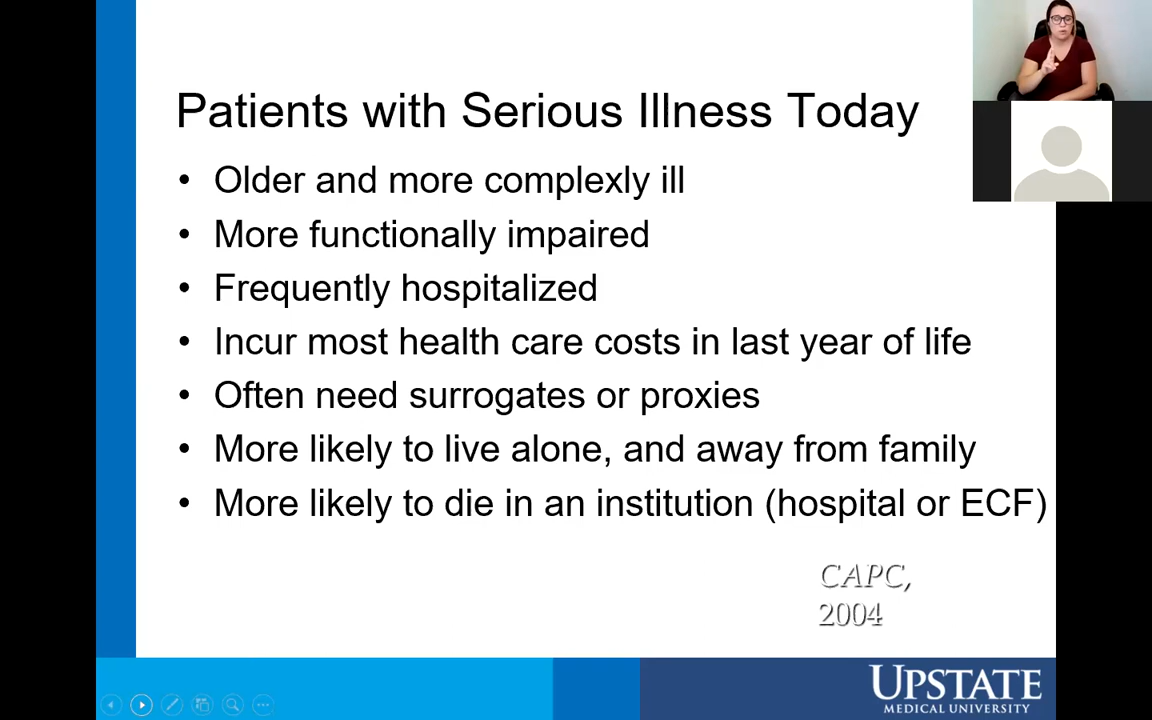 Patients with Serious Illness Today
• Older and more complexly ill
• More functionally impaired
• Frequently hospitalized
• Incur most health care costs in last year of life
• Often need surrogates or proxies
• More likely to live alone, and away from family
• More likely to die in an institution (hospital or ECF)
CAPC,
2004
UPSTATE
MEDICAL UNIVERSITY